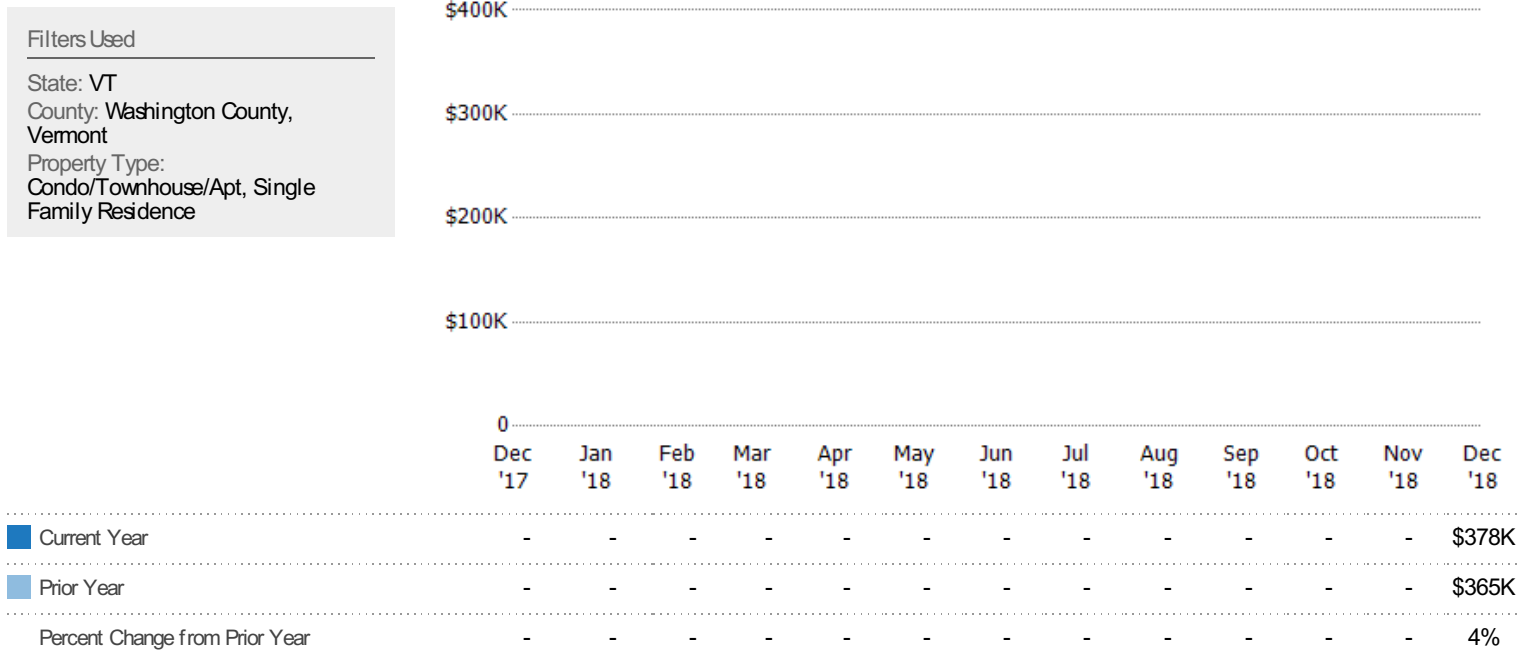 Filters Used
State: VT
County: Washington County,
Vermont
Property Type:
Condo/Townhouse/Apt, Single
Family Residence
$400K
$300K
$200K
$100K
0
Dec Jan Feb Mar Apr May Jun Jul Aug Sep Oct Nov Dec
'17 '18 '18 '18 '18 '18 '18 '18 '18 '18 '18 '18 '18
Current Year - - - - - - - - - - - - $378K
Prior Year - - - - - - - - - - - - $365K
Percent Change from Prior Year - - - - - - - - - - - - 4%